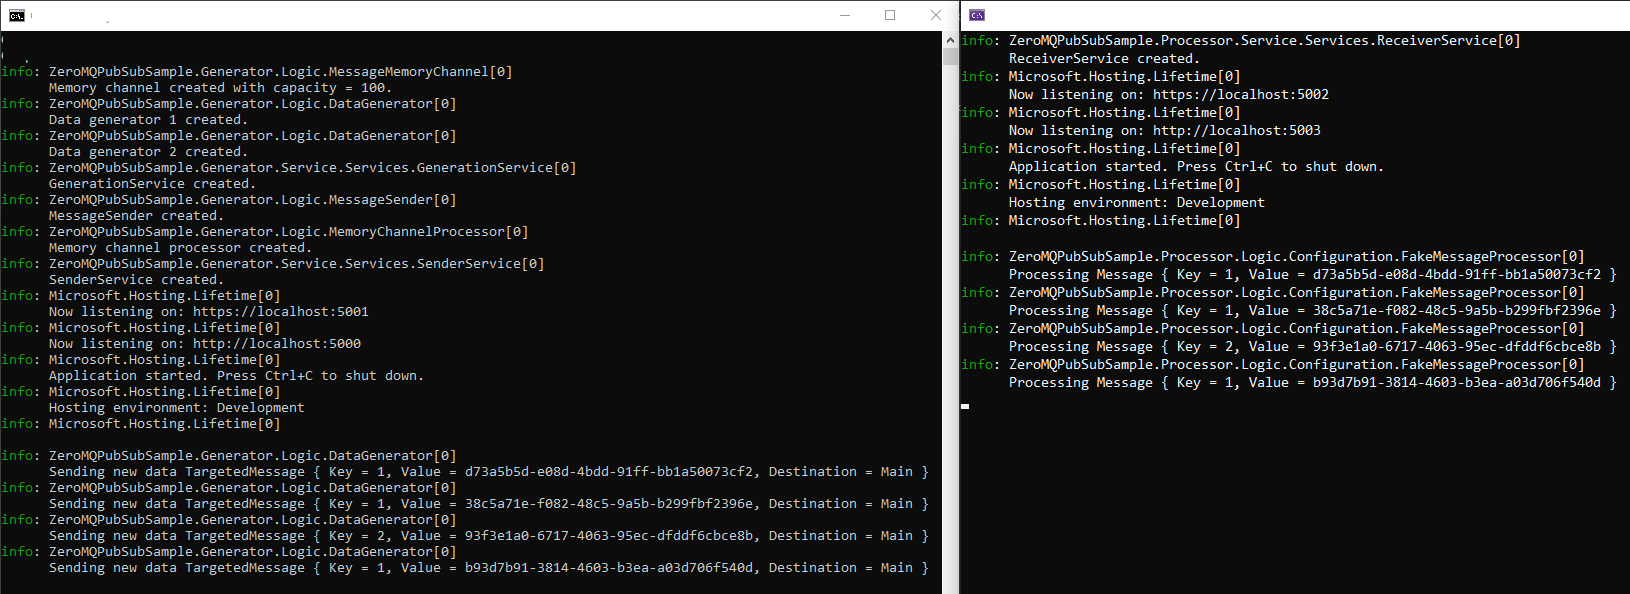 info: ZeroMQPubSubSample.Generator.Logic.MessageMemoryChannel[0]
Memory channel created with capacity = 100.
info: ZeroMQPubSubSample.Generator.Logic.DataGenerator[0]
Data generator 1 created.
info: ZeroMQPubSubSample.Generator.Logic.DataGenerator[0]
Data generator 2 created.
info: ZeroMQPubSubSample.Generator.Service.Services.GenerationService[0]
GenerationService created.
info: ZeroMQPubSubSample.Generator.Logic.MessageSender[0]
MessageSender created.
info: ZeroMQPubSubSample.Generator.Logic.MemoryChannelProcessor[0]
Memory channel processor created.
info: ZeroMQPubSubSample.Generator.Service.Services.SenderService[0]
SenderService created.
info: Microsoft.Hosting.Lifetime[0]
Now listening on: https://localhost:5001
info: Microsoft.Hosting.Lifetime[0]
Now listening on: http://localhost:5000
info: Microsoft.Hosting.Lifetime[0]
Application started. Press Ctrl+C to shut down.
info: Microsoft.Hosting.Lifetime[0]
Hosting environment: Development
info: Microsoft.Hosting.Lifetime[0]
info: ZeroMQPubSubSample.Generator.Logic.DataGenerator[0]
Sending new data TargetedMessage { Key = 1, Value = d73a5b5d-e08d-4bdd-91ff-bb1a50073cf2, Destination = Main }
info: ZeroMQPubSubSample.Generator.Logic.DataGenerator[0]
Sending new data TargetedMessage { Key = 1, Value = 38c5a71e-f082-48c5-9a5b-b299fbf2396e, Destination = Main }
info: ZeroMQPubSubSample.Generator.Logic.DataGenerator[0]
Sending new data TargetedMessage { Key = 2, Value = 93f3e1a0-6717-4063-95ec-dfddf6cbce8b, Destination = Main }
info: ZeroMQPubSubSample.Generator.Logic.DataGenerator[0]
Sending new data TargetedMessage { Key = 1, Value = b93d7b91-3814-4603-b3ea-a03d706f540d, Destination = Main }
info: ZeroMQPubSubSample.Processor.Service.Services.ReceiverService[0]
ReceiverService created.
info: Microsoft.Hosting.Lifetime[0]
Now listening on: https://localhost:5002
info: Microsoft.Hosting.Lifetime[0]
Now listening on: http://localhost:5003
info: Microsoft.Hosting.Lifetime[0]
Application started. Press Ctrl+C to shut down.
info: Microsoft.Hosting.Lifetime[0]
Hosting environment: Development
info: Microsoft.Hosting.Lifetime[0]
info: ZeroMQPubSubSample.Processor.Logic.Configuration.FakeMessageProcessor[0]
Processing Message { Key = 1, Value = d73a5b5d-e08d-4bdd-91ff-bb1a50073cf2 }
info: ZeroMQPubSubSample.Processor.Logic.Configuration.FakeMessageProcessor[0]
Processing Message { Key = 1, Value = 38c5a71e-f082-48c5-9a5b-b299fbf2396e }
info: ZeroMQPubSubSample.Processor.Logic.Configuration.FakeMessageProcessor[0]
Processing Message { Key = 2, Value = 93f3e1a0-6717-4063-95ec-dfddf6cbce8b }
info: ZeroMQPubSubSample.Processor.Logic.Configuration.FakeMessageProcessor[0]
Processing Message { Key = 1, Value = b93d7b91-3814-4603-b3ea-a03d706f540d }